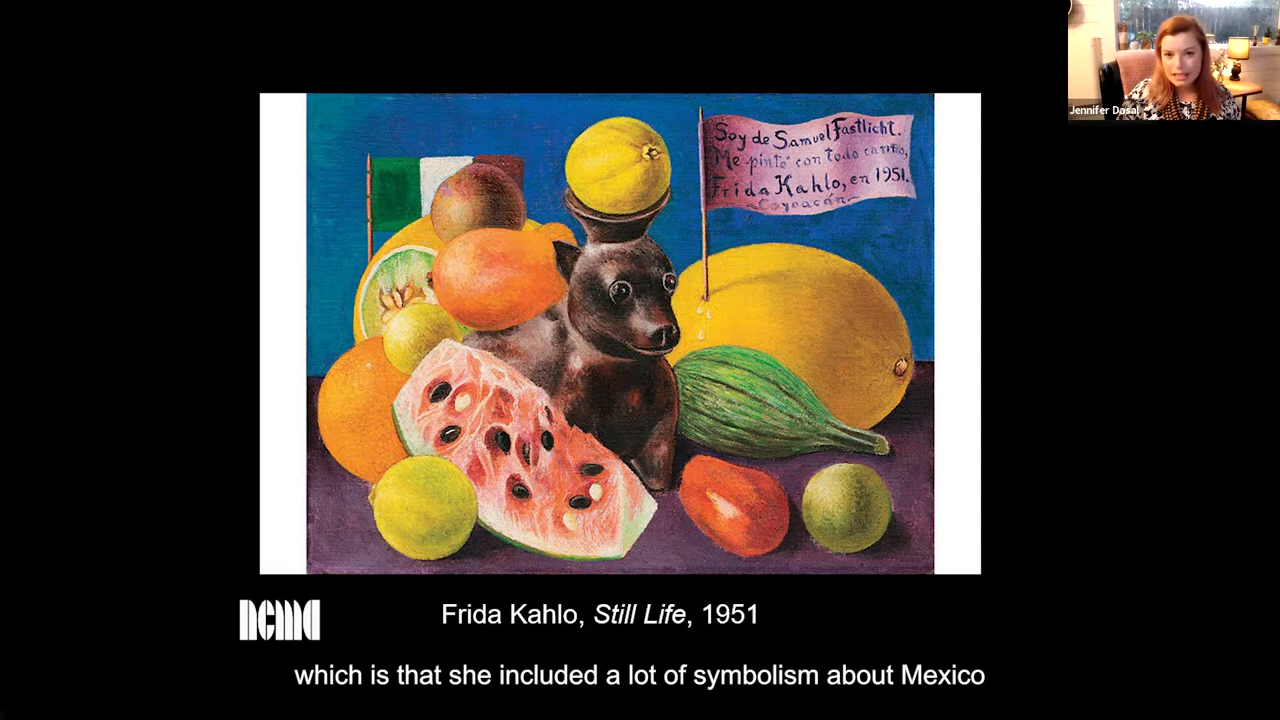 Jennifer Dasal
Soy de Samuel Fastlicht.
Me pintó con todo cariño,
Frida Kahlo, en 1951.
Coyoacán
ncma
Frida Kahlo, Still Life, 1951
which is that she included a lot of symbolism about Mexico